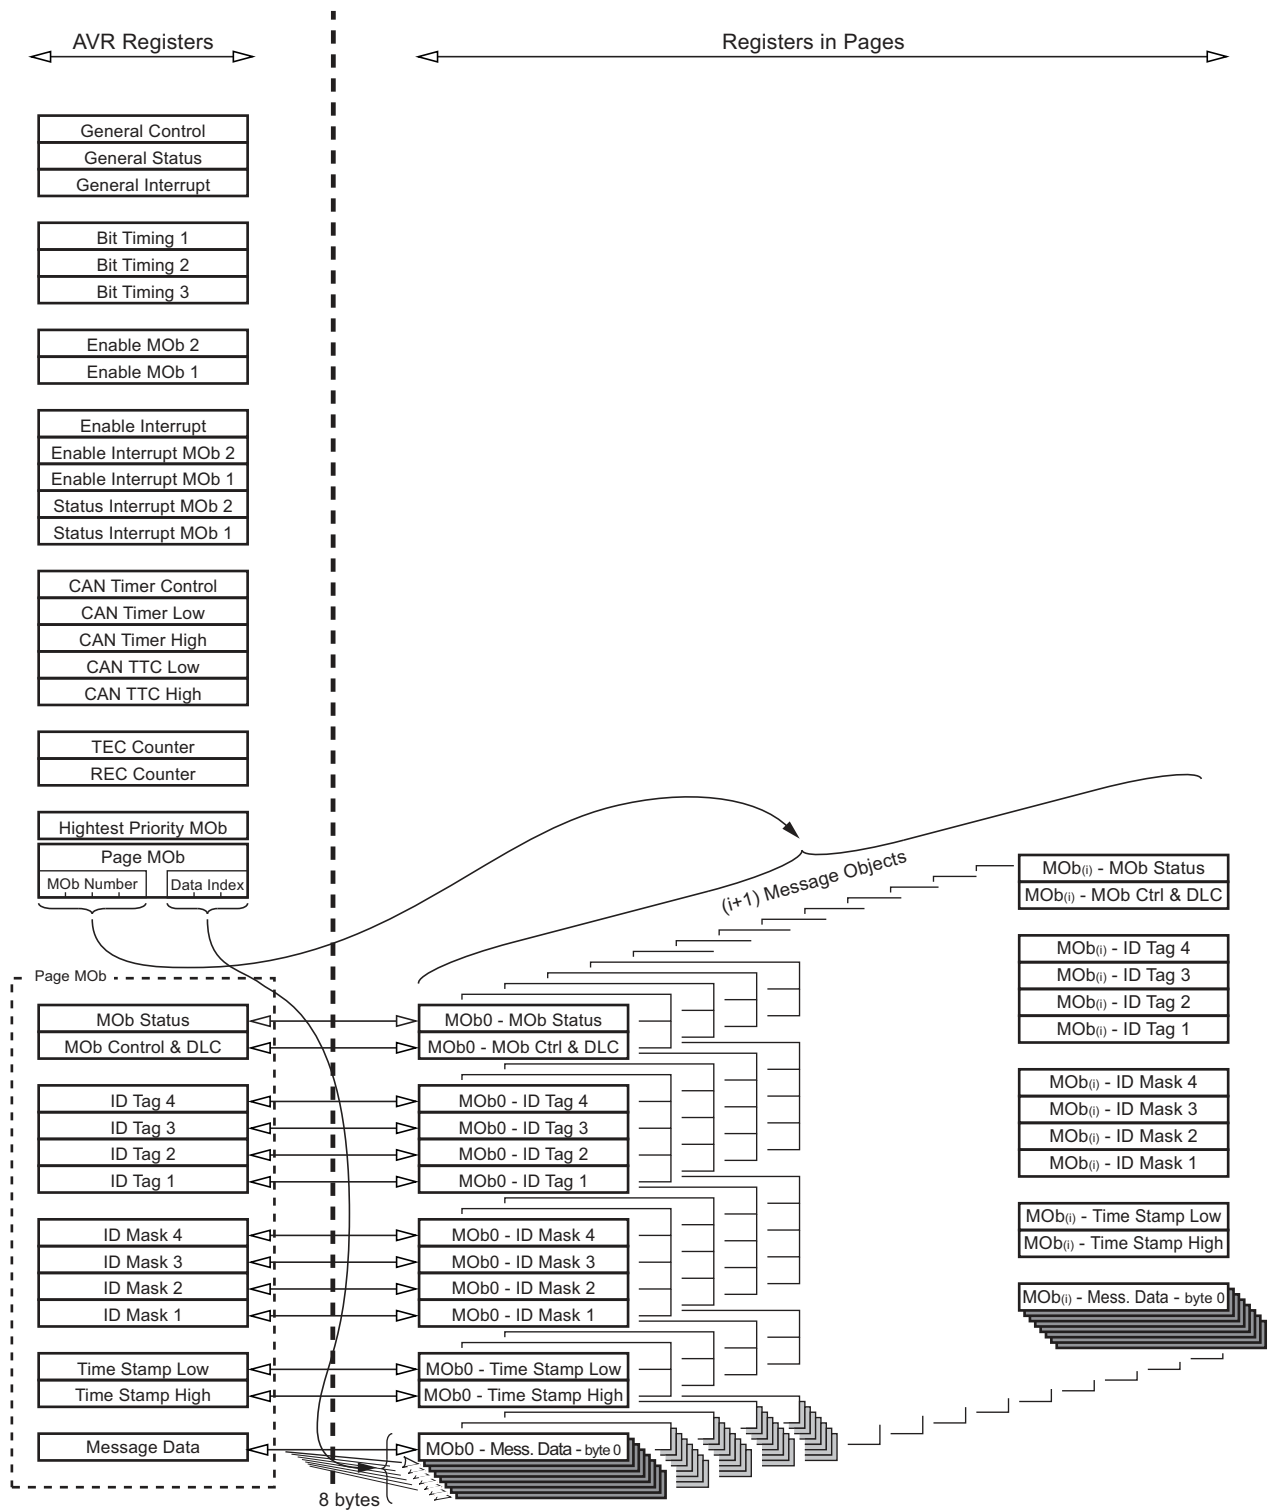 AVR Registers
Registers in Pages
General Control
General Status
General Interrupt
Bit Timing 1
Bit Timing 2
Bit Timing 3
Enable MOb 2
Enable MOb 1
Enable Interrupt
Enable Interrupt MOb 2
Enable Interrupt MOb 1
Status Interrupt MOb 2
Status Interrupt MOb 1
CAN Timer Control
CAN Timer Low
CAN Timer High
CAN TTC Low
CAN TTC High
TEC Counter
REC Counter
Hightest Priority MOb
Page MOb
MOb Number
Data Index
Page MOb
MOb Status
MOb Control & DLC
ID Tag 4
ID Tag 3
ID Tag 2
ID Tag 1
ID Mask 4
ID Mask 3
ID Mask 2
ID Mask 1
Time Stamp Low
Time Stamp High
Message Data
8 bytes
(i+1) Message Objects
MOb0 - MOb Status
MOb0 - MOb Ctrl & DLC
MOb0 - ID Tag 4
MOb0 - ID Tag 3
MOb0 - ID Tag 2
MOb0 - ID Tag 1
MOb0 - ID Mask 4
MOb0 - ID Mask 3
MOb0 - ID Mask 2
MOb0 - ID Mask 1
MOb0 - Time Stamp Low
MOb0 - Time Stamp High
MOb0 - Mess. Data - byte 0
MOb(i) - MOb Status
MOb(i) - MOb Ctrl & DLC
MOb(i) - ID Tag 4
MOb(i) - ID Tag 3
MOb(i) - ID Tag 2
MOb(i) - ID Tag 1
MOb(i) - ID Mask 4
MOb(i) - ID Mask 3
MOb(i) - ID Mask 2
MOb(i) - ID Mask 1
MOb(i) - Time Stamp Low
MOb(i) - Time Stamp High
MOb(i) - Mess. Data - byte 0